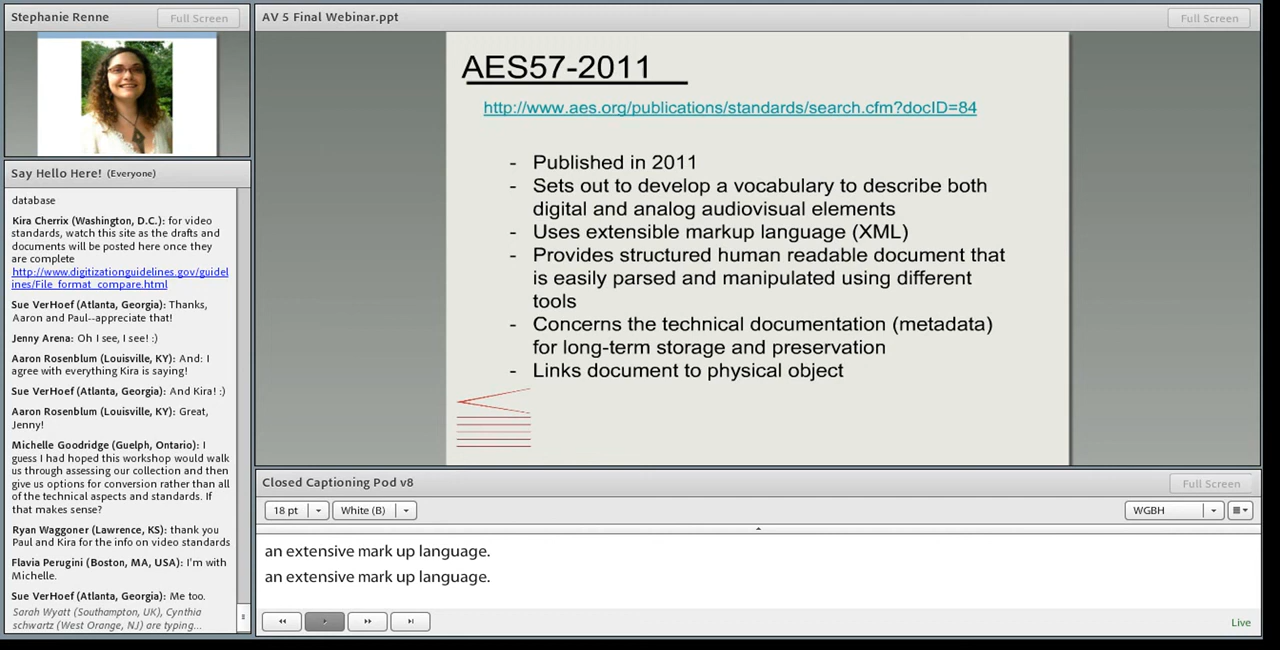 Stephanie Renne
Full Screen
AV 5 Final Webinar.ppt
Full Screen
AES57-2011
http://www.aes.org/publications/standards/search.cfm?docID=84
- Published in 2011
- Sets out to develop a vocabulary to describe both
digital and analog audiovisual elements
- Uses extensible markup language (XML)
- Provides structured human readable document that
is easily parsed and manipulated using different
tools
- Concerns the technical documentation (metadata)
for long-term storage and preservation
- Links document to physical object
Say Hello Here! (Everyone)
database
Kira Cherrix (Washington, D.C.): for video
standards, watch this site as the drafts and
documents will be posted here once they
are complete
http://www.digitizationguidelines.gov/guidel
ines/File_format_compare.html
Sue VerHoef (Atlanta, Georgia): Thanks,
Aaron and Paul--appreciate that!
Jenny Arena: Oh I see, I see! :)
Aaron Rosenblum (Louisville, KY): And: I
agree with everything Kira is saying!
Sue VerHoef (Atlanta, Georgia): And Kira! :)
Aaron Rosenblum (Louisville, KY): Great,
Jenny!
Michelle Goodridge (Guelph, Ontario): I
guess I had hoped this workshop would walk
us through assessing our collection and then
give us options for conversion rather than all
of the technical aspects and standards. If
that makes sense?
Ryan Waggoner (Lawrence, KS): thank you
Paul and Kira for the info on video standards
Flavia Perugini (Boston, MA, USA): I'm with
Michelle.
Sue VerHoef (Atlanta, Georgia): Me too.
Sarah Wyatt (Southampton, UK), Cynthia
schwartz (West Orange, NJ) are typing...
Closed Captioning Pod v8
Full Screen
18 pt
White (B)
WGBH
an extensive mark up language.
an extensive mark up language.
Live